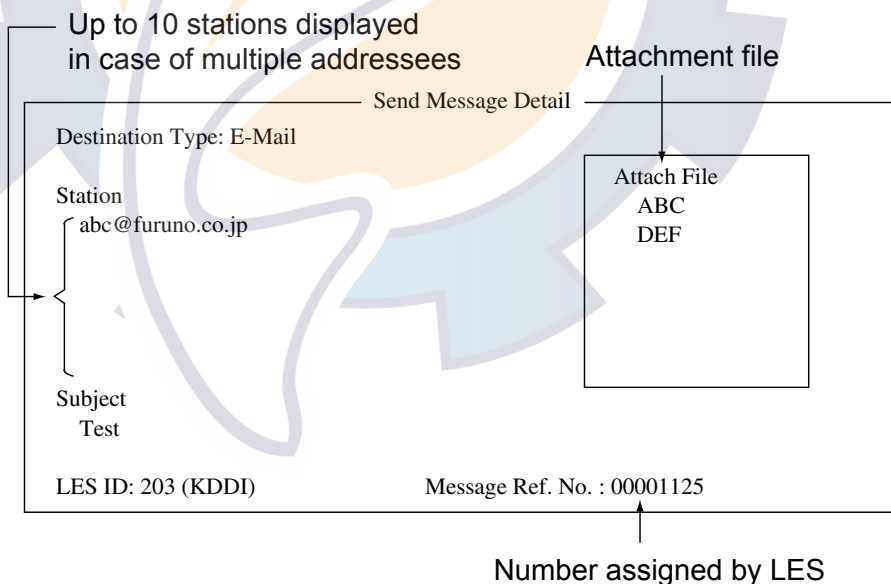 Up to 10 stations displayed
in case of multiple addressees
Attachment file
Send Message Detail
Destination Type: E-Mail
Station
abc@furuno.co.jp
Attach File
ABC
DEF
Subject
Test
LES ID: 203 (KDDI)
Message Ref. No. : 00001125
Number assigned by LES